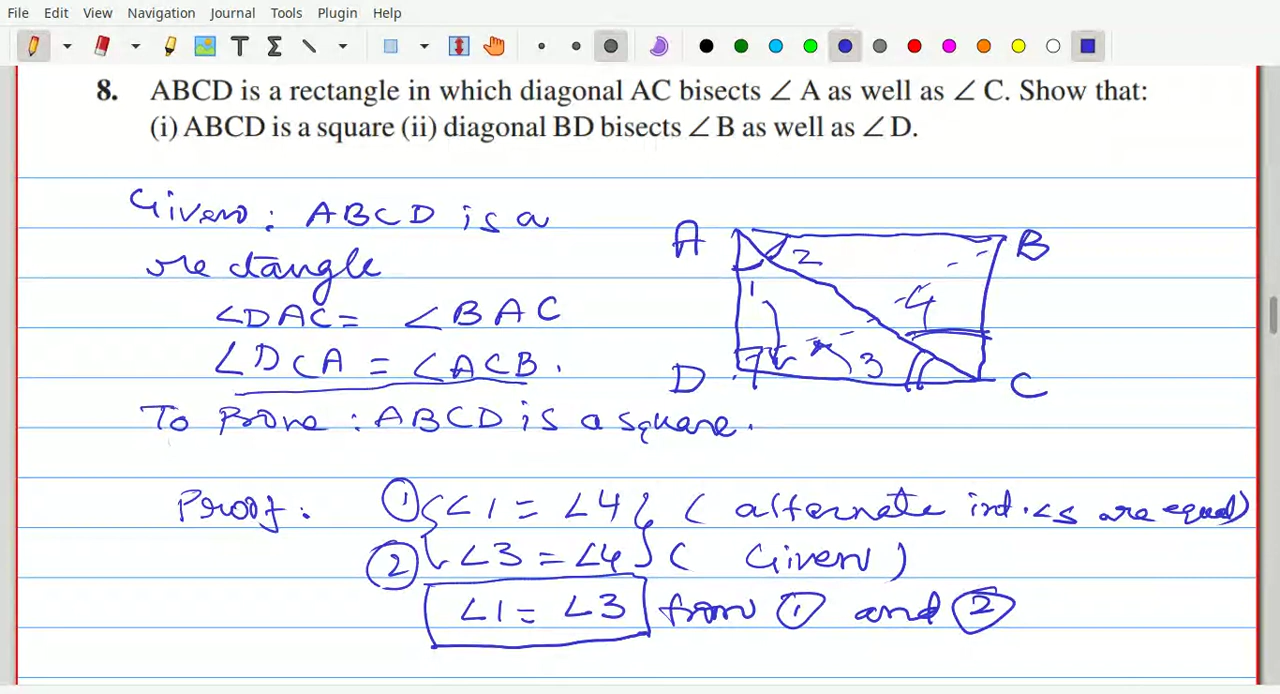 File Edit View Navigation Journal Tools Plugin Help
8. ABCD is a rectangle in which diagonal AC bisects ∠ A as well as ∠ C. Show that:
(i) ABCD is a square (ii) diagonal BD bisects ∠ B as well as ∠ D.
Given: ABCD is a
rectangle
∠DAC = ∠BAC
∠DCA = ∠ACB.
To Prove: ABCD is a square.
A B
2
1 4
3
D C
Proof: ① ∠1 = ∠4 (alternate int. ∠s are equal)
② ∠3 = ∠4 (Given)
∠1 = ∠3 from ① and ②